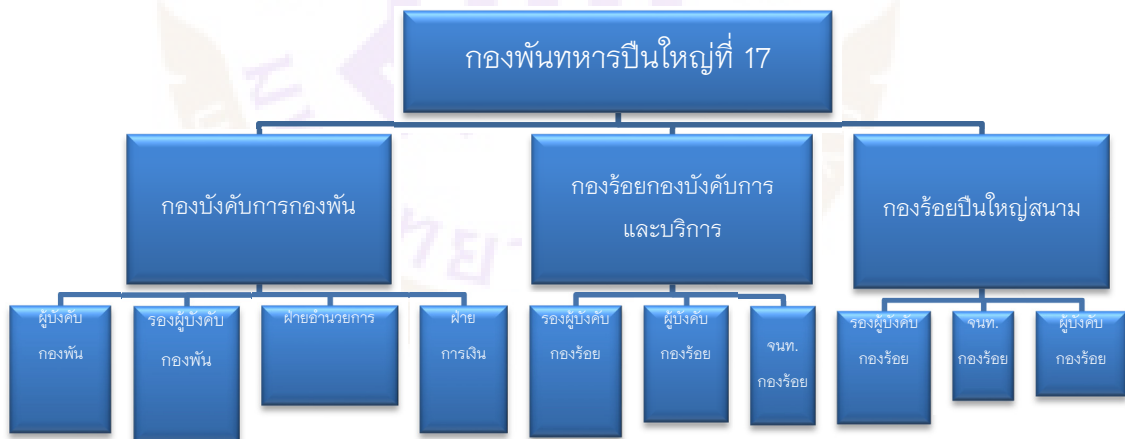 กองพันทหารปืนใหญ่ที่ 17
กองบังคับการกองพัน
กองร้อยกองบังคับการ
และบริการ
กองร้อยปืนใหญ่สนาม
ผู้บังคับ
กองพัน
รองผู้บังคับ
กองพัน
ฝ่ายอำนวยการ
ฝ่าย
การเงิน
รองผู้บังคับ
กองร้อย
ผู้บังคับ
กองร้อย
จนท.
กองร้อย
รองผู้บังคับ
กองร้อย
จนท.
กองร้อย
ผู้บังคับ
กองร้อย